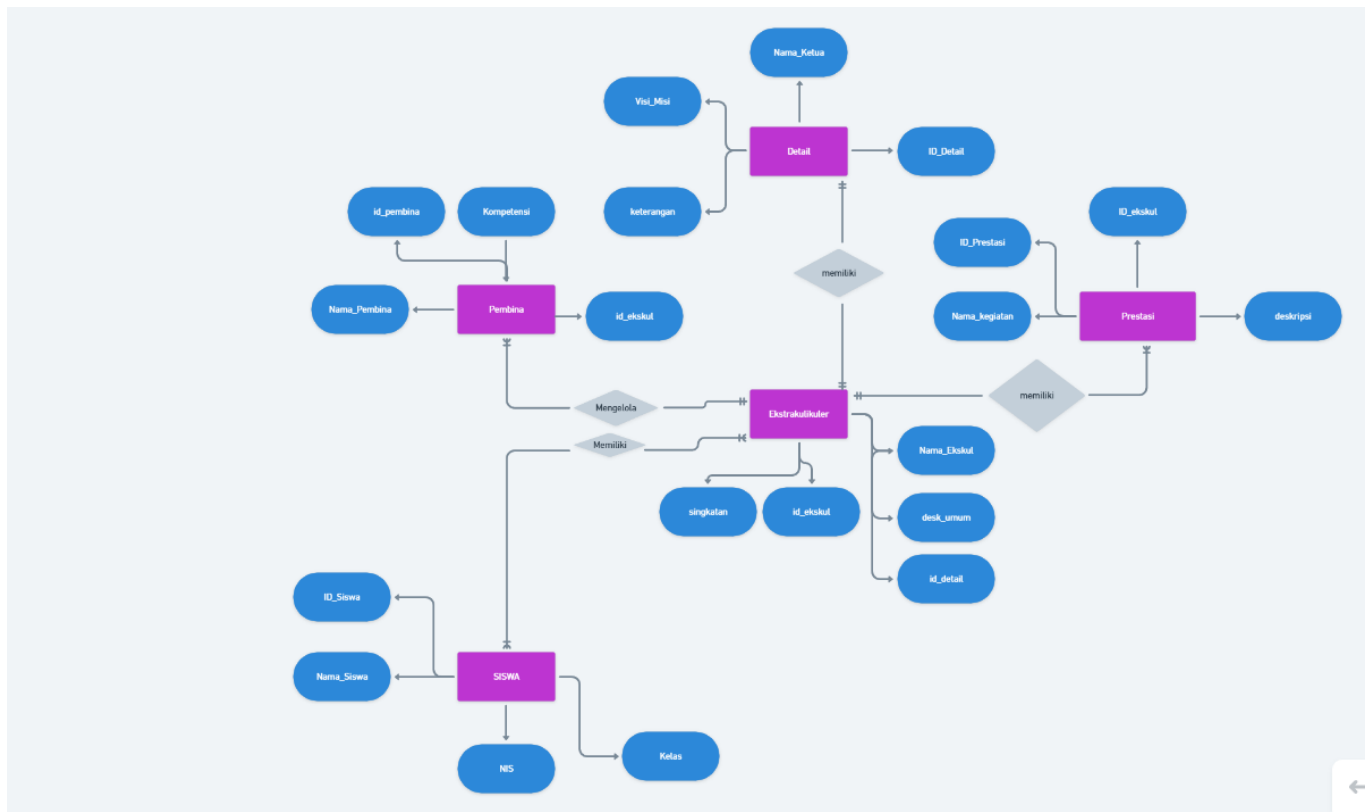 Nama_Ketua
Visi_Misi
Detail
ID_Detail
id_pembina
Kompetensi
keterangan
ID_ekskul
ID_Prestasi
memiliki
Nama_Pembina
Pembina
id_ekskul
Nama_kegiatan
Prestasi
deskripsi
Mengelola
Ekstrakulikuler
memiliki
Memiliki
Nama_Ekskul
singkatan
id_ekskul
desk_umum
id_detail
ID_Siswa
Nama_Siswa
SISWA
NIS
Kelas